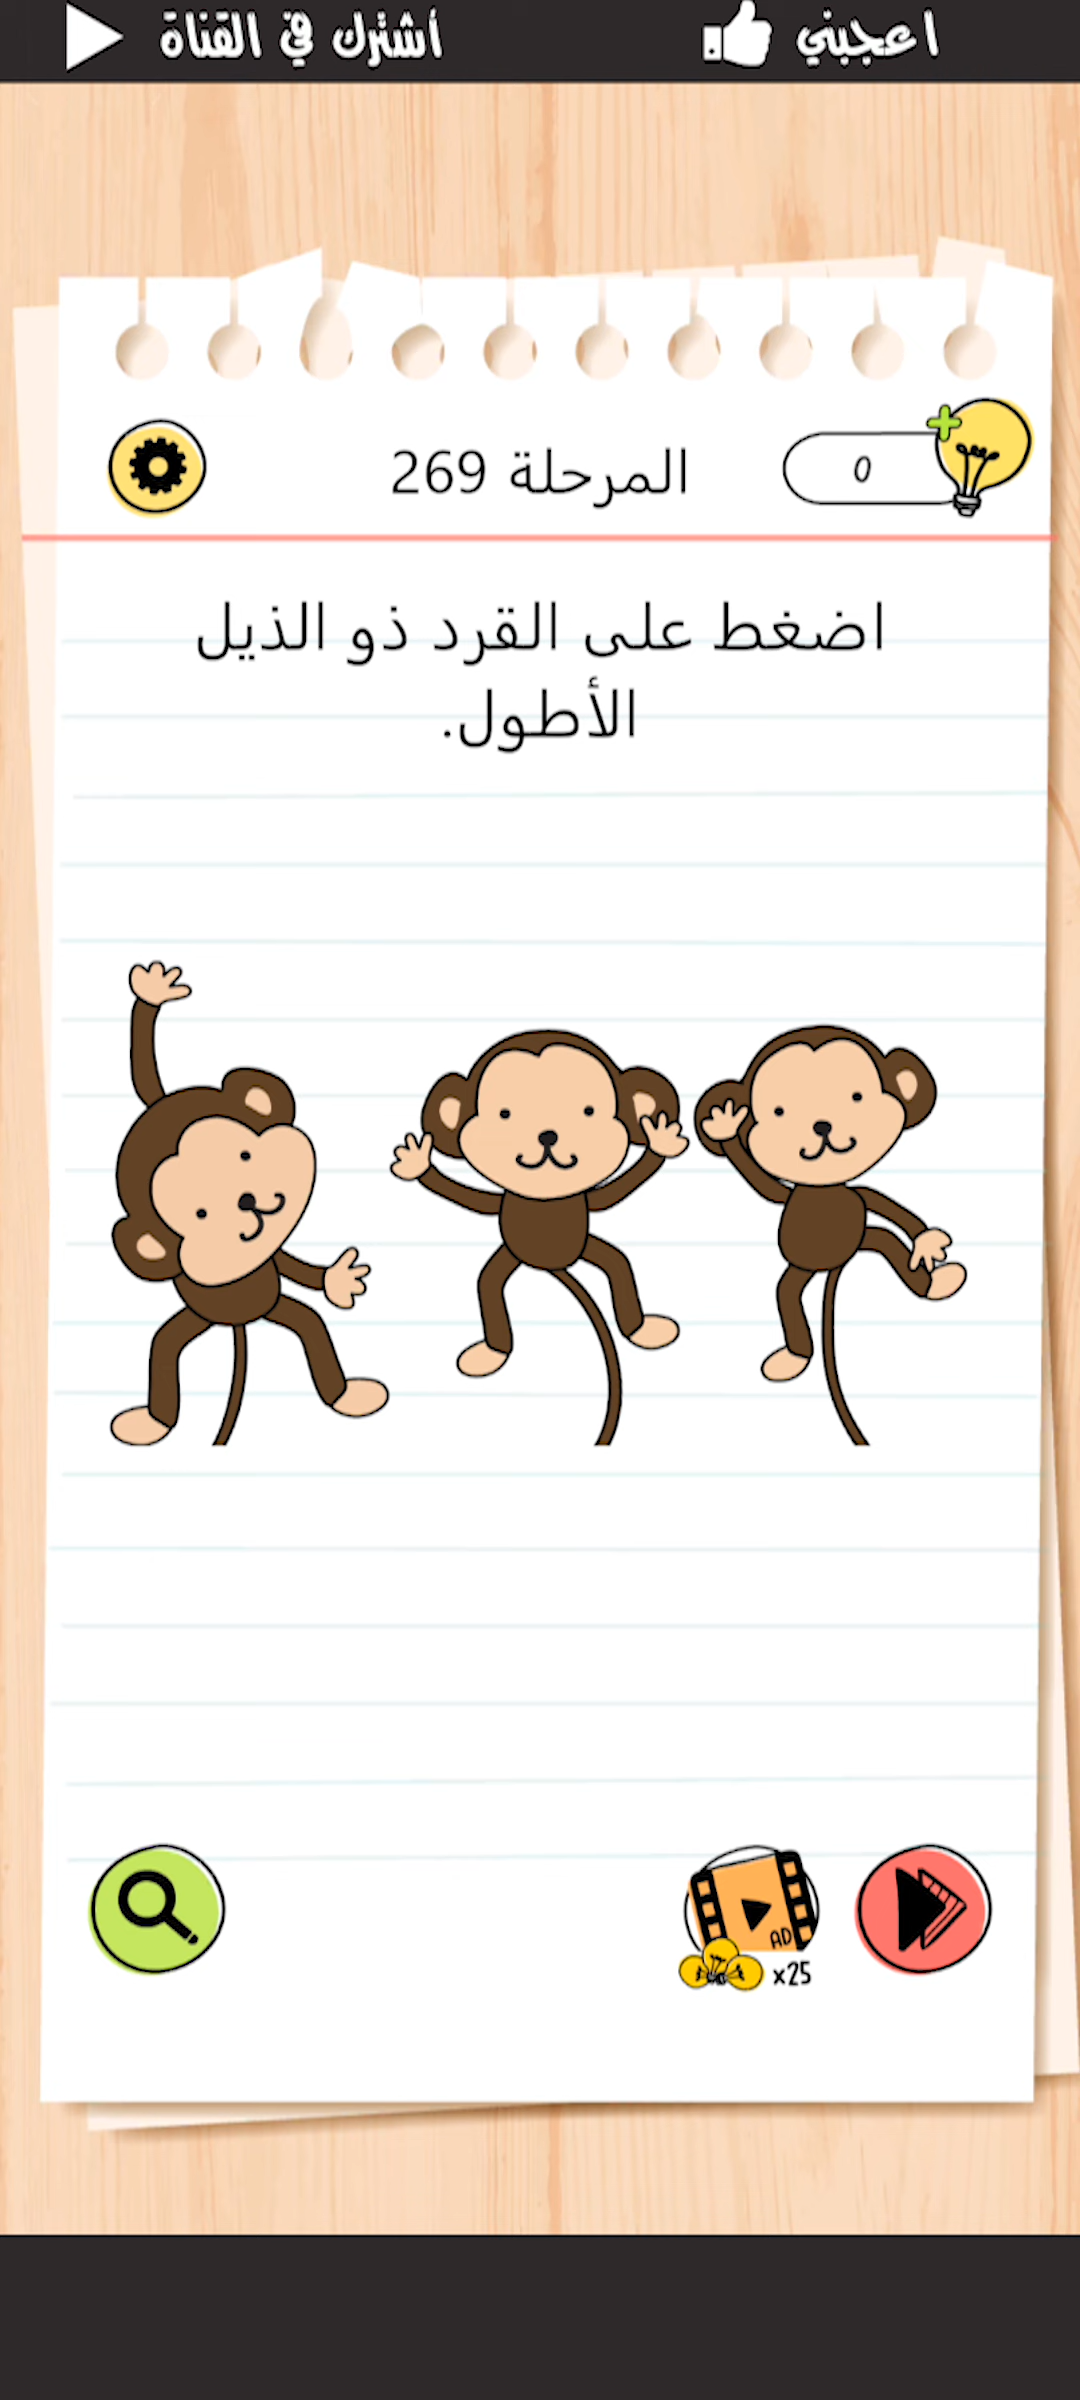 اعجبني
أشترك في القناة
المرحلة 269
0
اضغط على القرد ذو الذيل
الأطول.
AD
x25